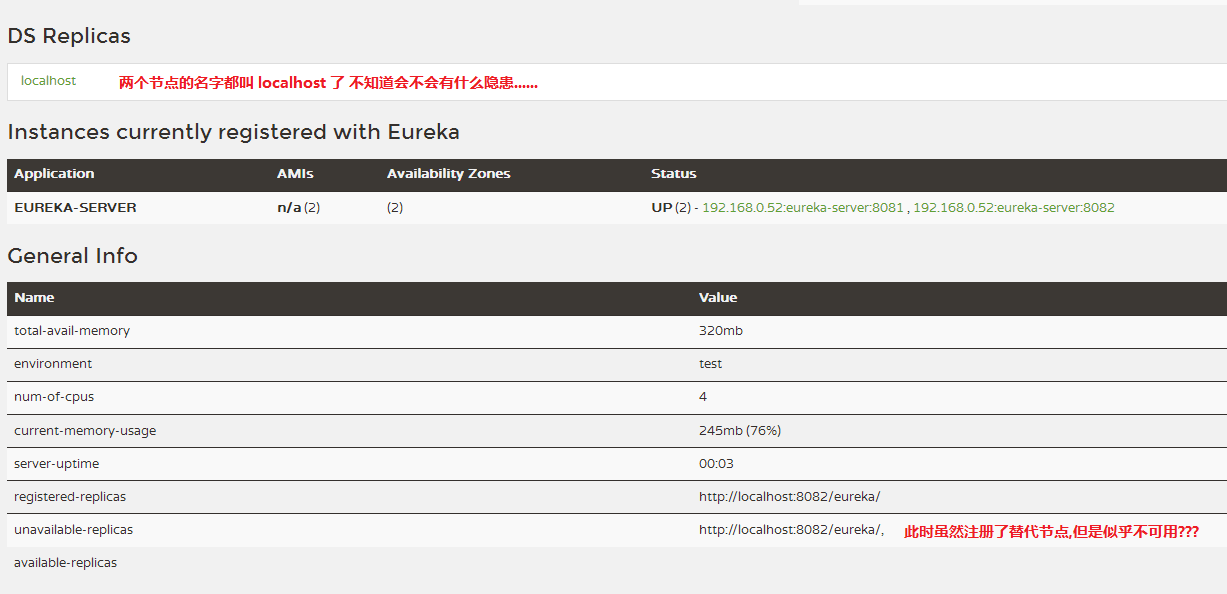 DS Replicas
localhost 两个节点的名字都叫 localhost 了 不知道会不会有什么隐患......
Instances currently registered with Eureka
Application AMIs Availability Zones Status
EUREKA-SERVER n/a (2) (2) UP (2) - 192.168.0.52:eureka-server:8081 , 192.168.0.52:eureka-server:8082
General Info
Name Value
total-avail-memory 320mb
environment test
num-of-cpus 4
current-memory-usage 245mb (76%)
server-uptime 00:03
registered-replicas http://localhost:8082/eureka/
unavailable-replicas http://localhost:8082/eureka/, 此时虽然注册了替代节点,但是似乎不可用???
available-replicas